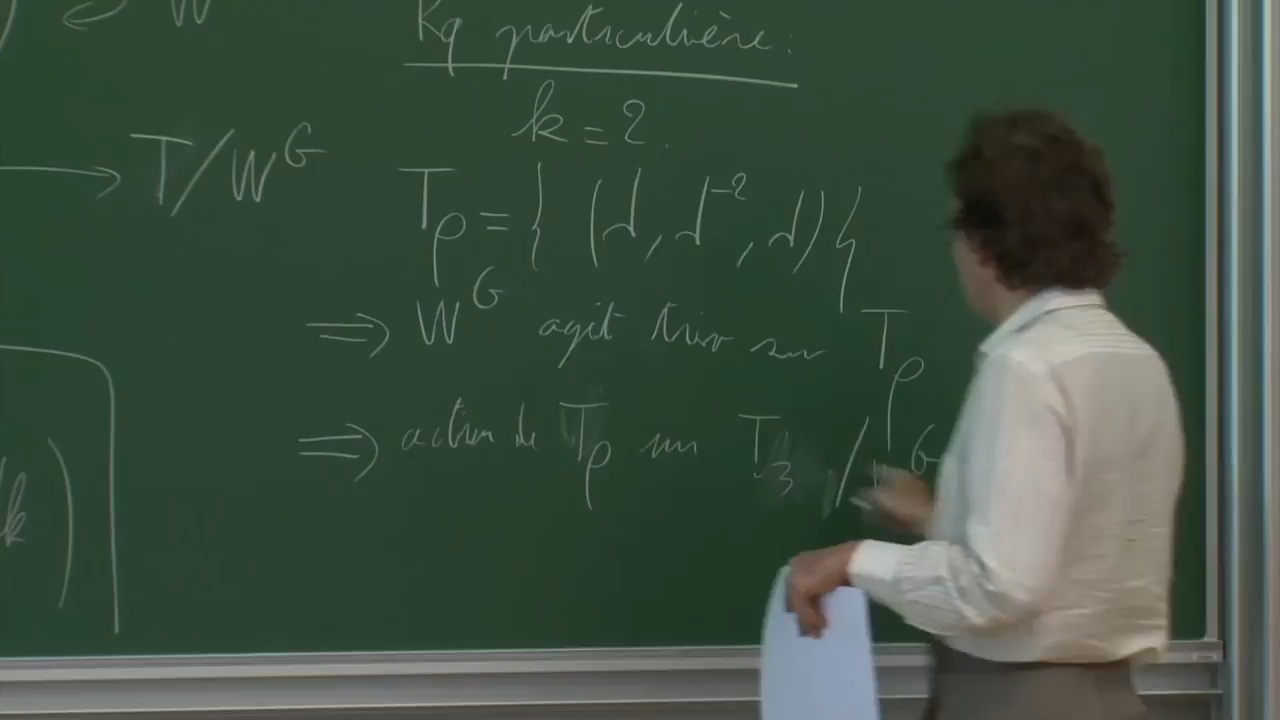 W
Rq particulière:
k = 2.
T/W^G
T_ρ = { (d, d^-2, d) }
⇒ W^G agit triv sur T_ρ
⇒ action de T_ρ sur T_3 / G
k)